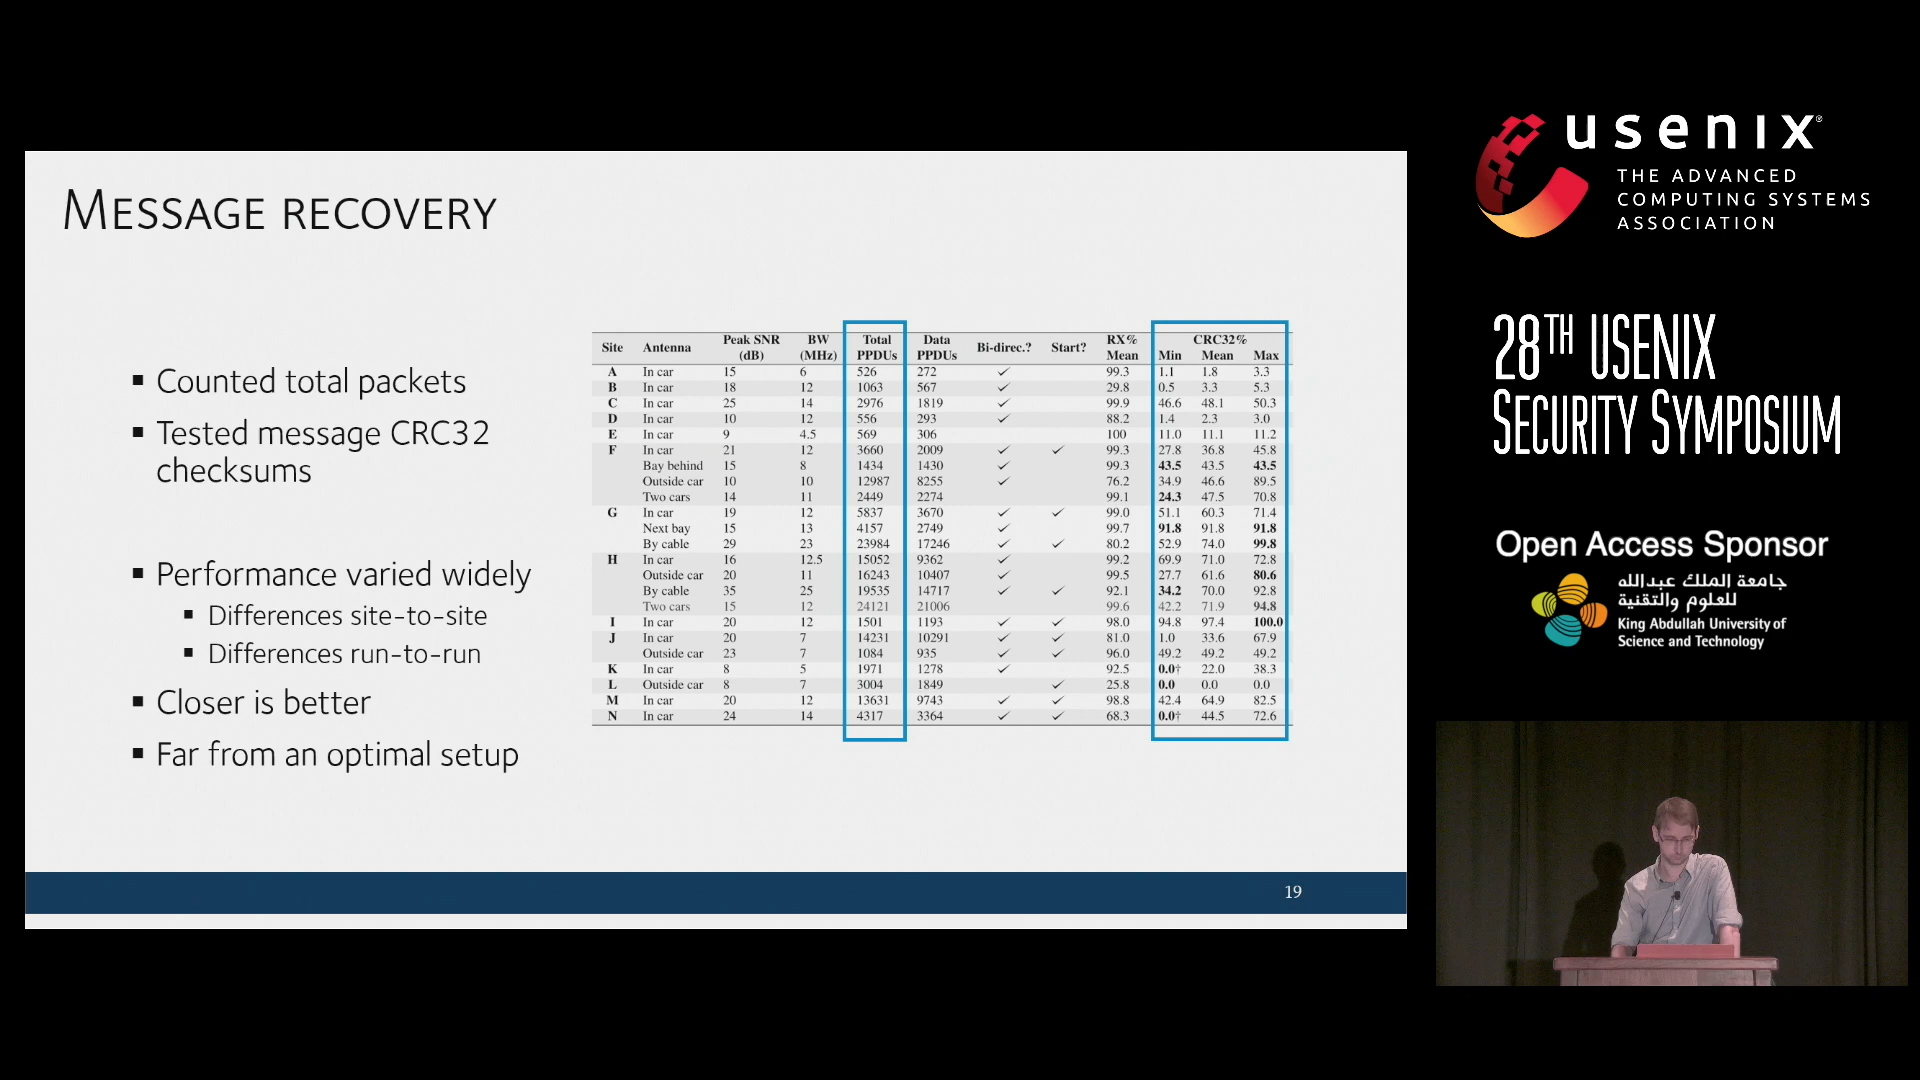 MESSAGE RECOVERY
▪ Counted total packets
▪ Tested message CRC32
checksums
▪ Performance varied widely
▪ Differences site-to-site
▪ Differences run-to-run
▪ Closer is better
▪ Far from an optimal setup
Site Antenna Peak SNR (dB) BW (MHz) Total PPDUs Data PPDUs Bi-direc.? Start? RX% Mean CRC32% Min Mean Max
A In car 15 6 526 272 ✓ 99.3 1.1 1.8 3.3
B In car 18 12 1063 567 ✓ 29.8 0.5 3.3 5.3
C In car 25 14 2976 1819 ✓ 99.9 46.6 48.1 50.3
D In car 10 12 556 293 ✓ 88.2 1.4 2.3 3.0
E In car 9 4.5 569 306 100 11.0 11.1 11.2
F In car 21 12 3660 2009 ✓ ✓ 99.3 27.8 36.8 45.8
Bay behind 15 8 1434 1430 ✓ 99.3 43.5 43.5 43.5
Outside car 10 10 12987 8255 ✓ 76.2 34.9 46.6 89.5
Two cars 14 11 2449 2274 99.1 24.3 47.5 70.8
G In car 19 12 5837 3670 ✓ ✓ 99.0 51.1 60.3 71.4
Next bay 15 13 4157 2749 ✓ 99.7 91.8 91.8 91.8
By cable 29 23 23984 17246 ✓ ✓ 80.2 52.9 74.0 99.8
H In car 16 12.5 15052 9362 ✓ 99.2 69.9 71.0 72.8
Outside car 20 11 16243 10407 ✓ 99.5 27.7 61.6 80.6
By cable 35 25 19535 14717 ✓ ✓ 92.1 34.2 70.0 92.8
Two cars 15 12 24121 21006 99.6 42.2 71.9 94.8
I In car 20 12 1501 1193 ✓ ✓ 98.0 94.8 97.4 100.0
J In car 20 7 14231 10291 ✓ ✓ 81.0 1.0 33.6 67.9
Outside car 23 7 1084 935 ✓ ✓ 96.0 49.2 49.2 49.2
K In car 8 5 1971 1278 ✓ 92.5 0.0† 22.0 38.3
L Outside car 8 7 3004 1849 ✓ 25.8 0.0 0.0 0.0
M In car 20 12 13631 9743 ✓ ✓ 98.8 42.4 64.9 82.5
N In car 24 14 4317 3364 ✓ ✓ 68.3 0.0† 44.5 72.6
19
usenix®
THE ADVANCED
COMPUTING SYSTEMS
ASSOCIATION
28TH USENIX
SECURITY SYMPOSIUM
Open Access Sponsor
جامعة الملك عبدالله
للعلوم والتقنية
King Abdullah University of
Science and Technology